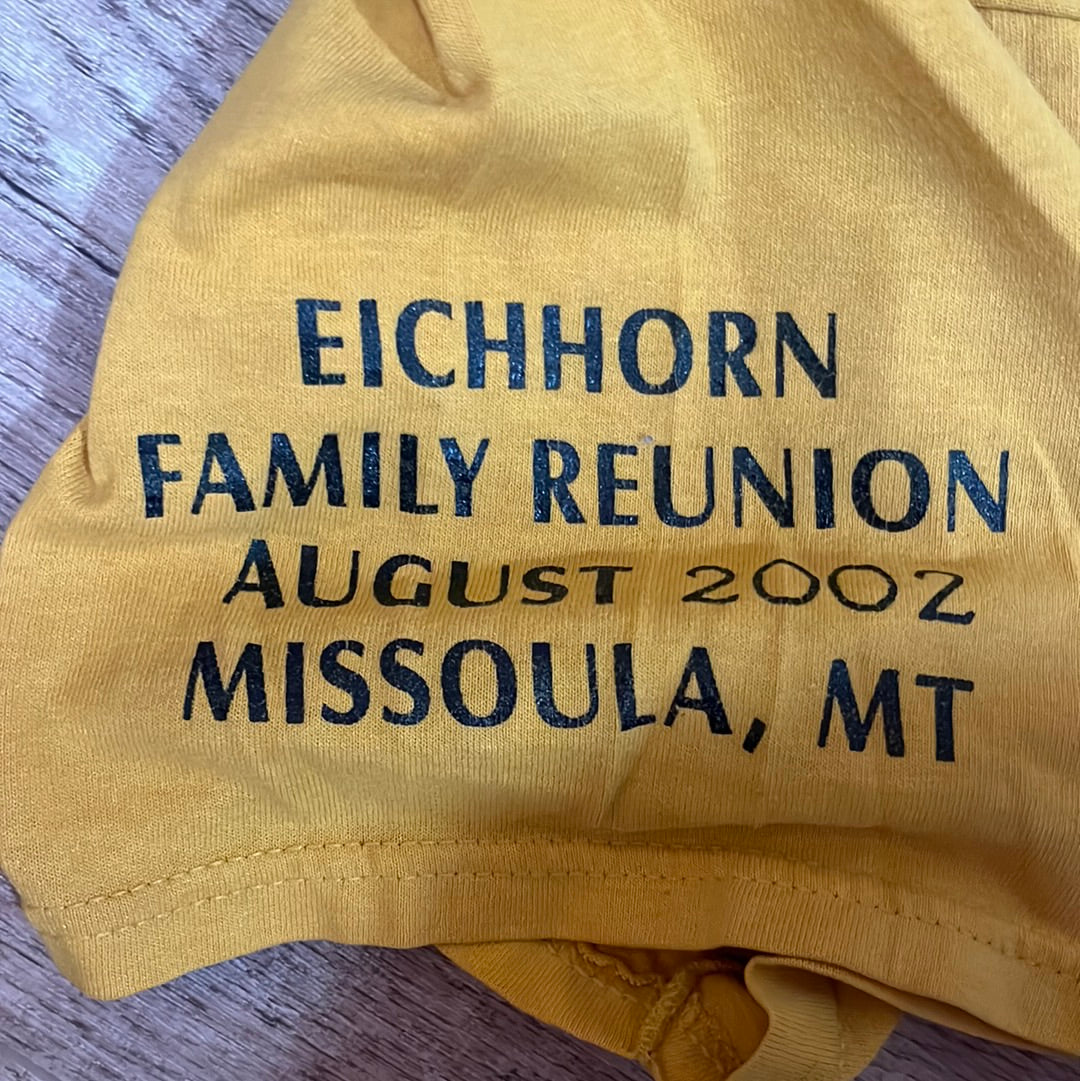 EICHHORN
FAMILY REUNION
AUGUST 2002
MISSOULA, MT